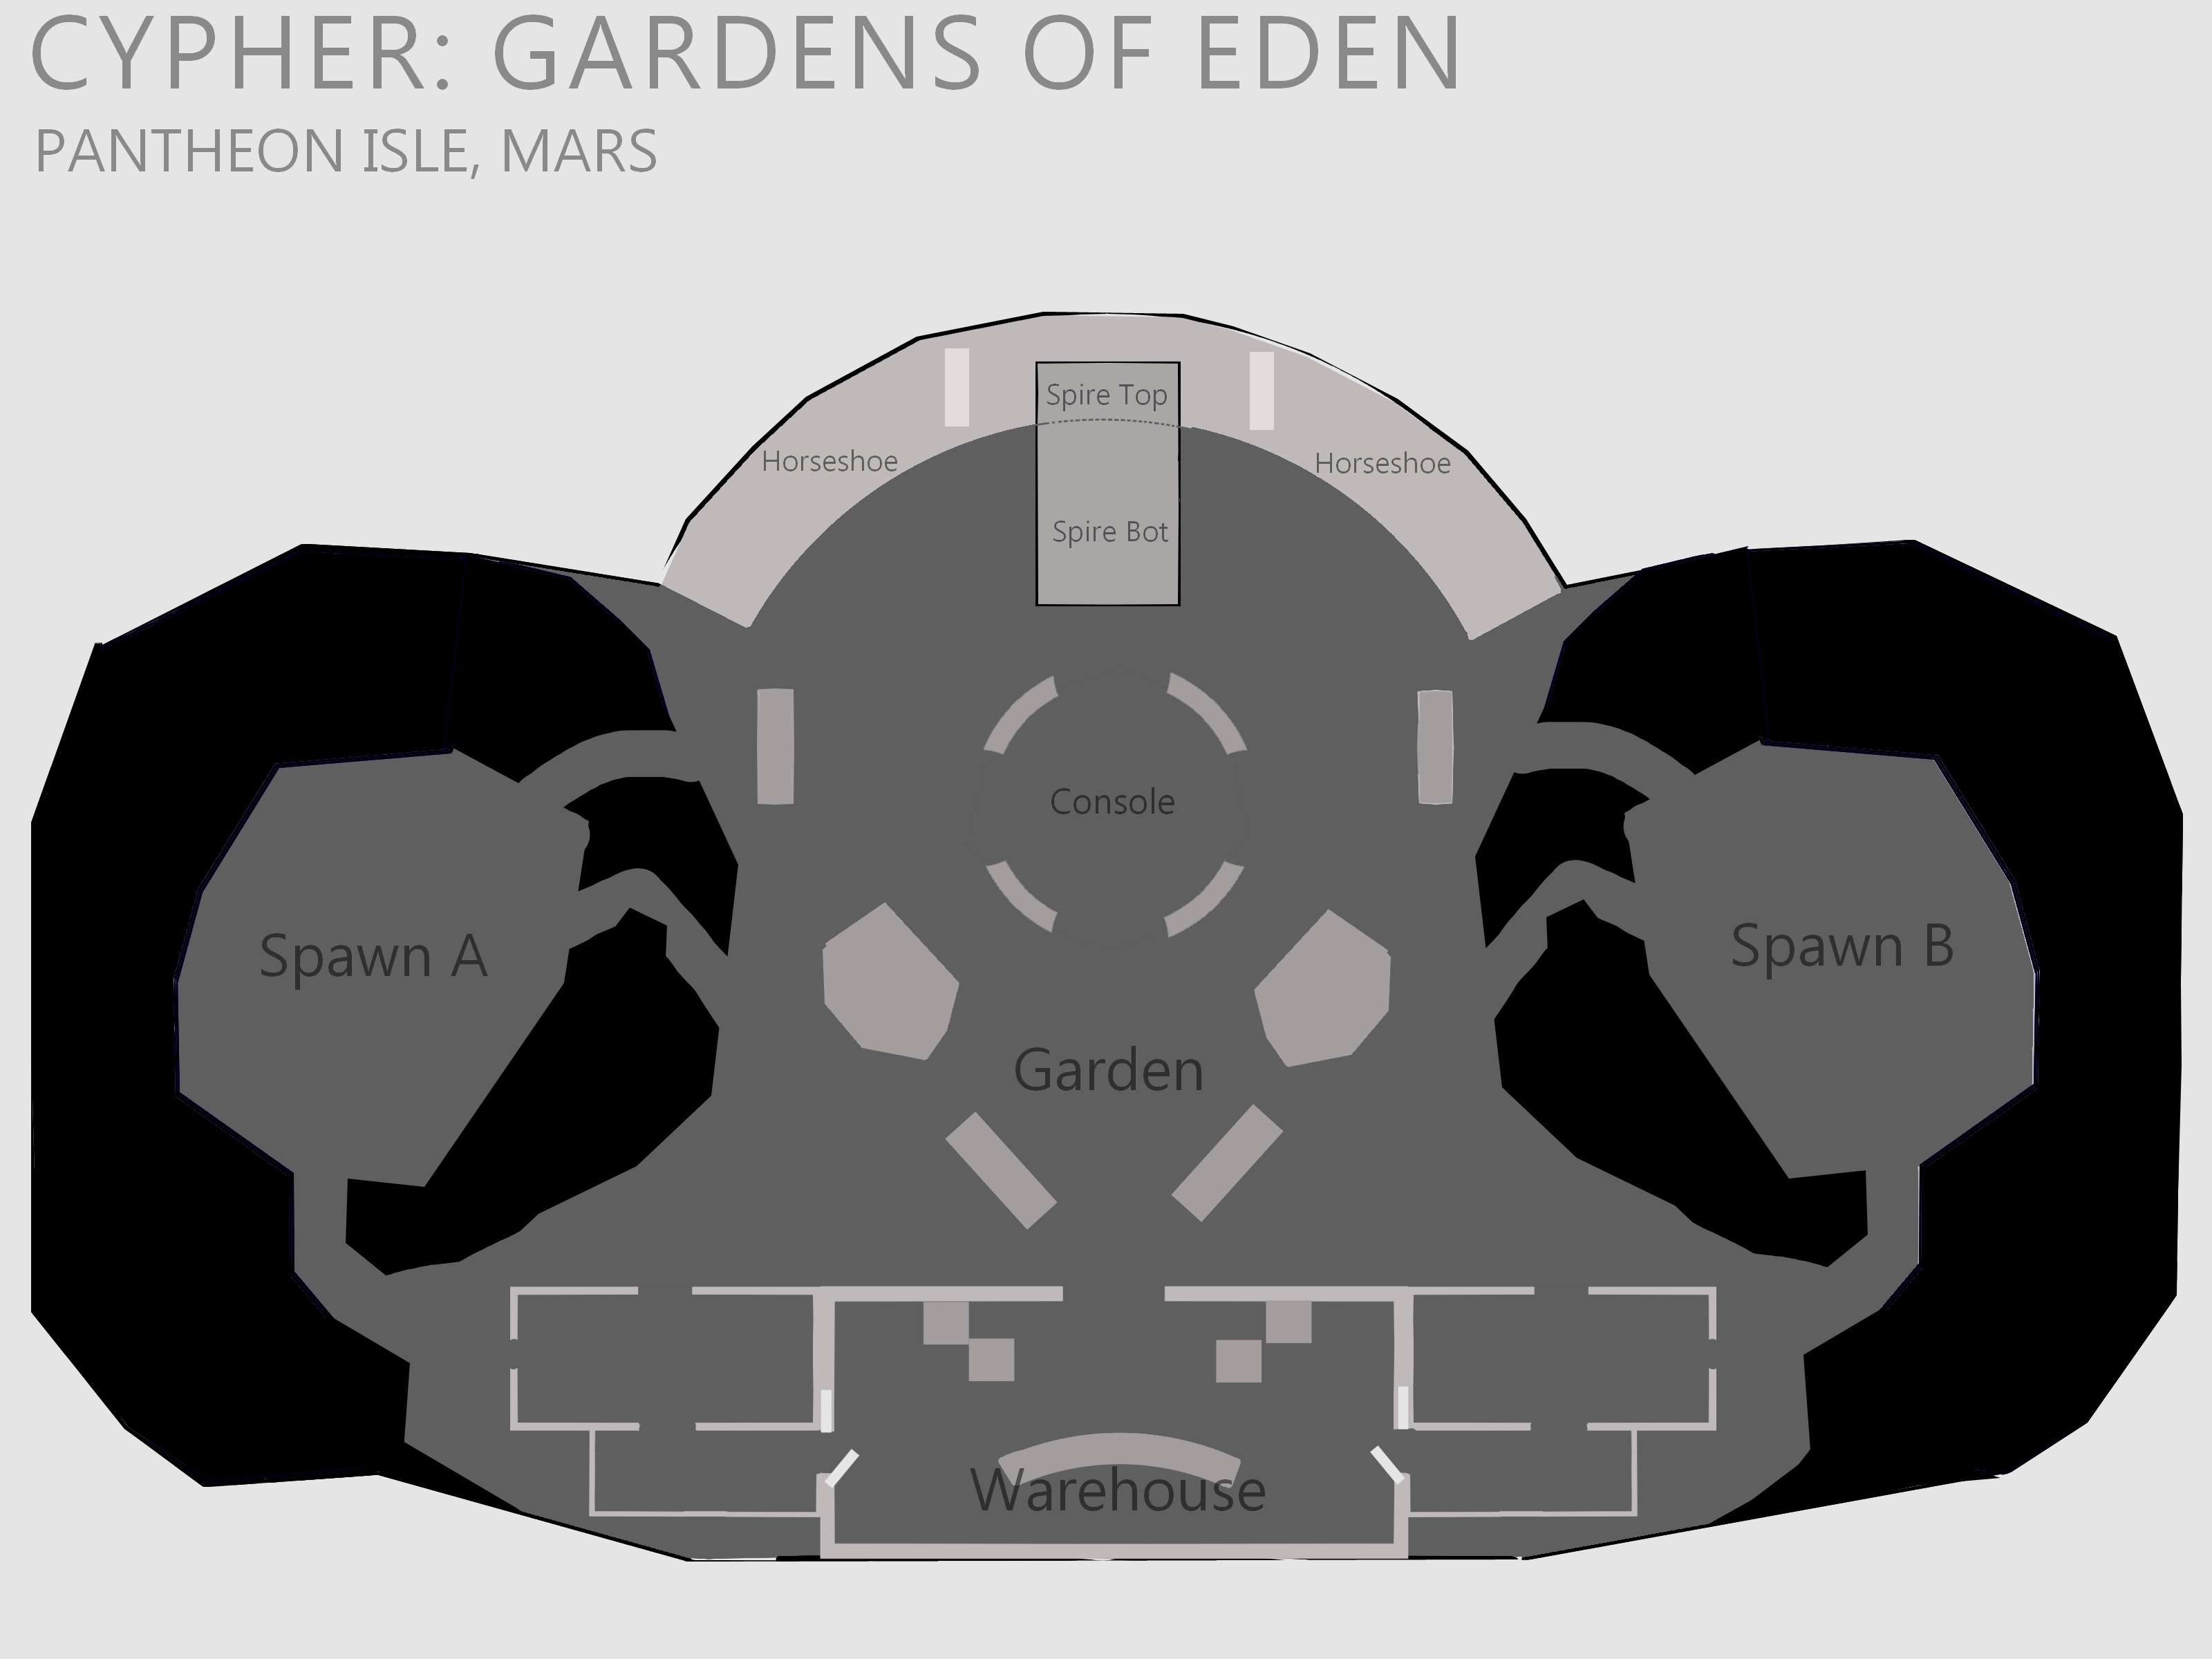 CYPHER: GARDENS OF EDEN
PANTHEON ISLE, MARS
Spire Top
Horseshoe
Horseshoe
Spire Bot
Console
Spawn A
Spawn B
Garden
Warehouse